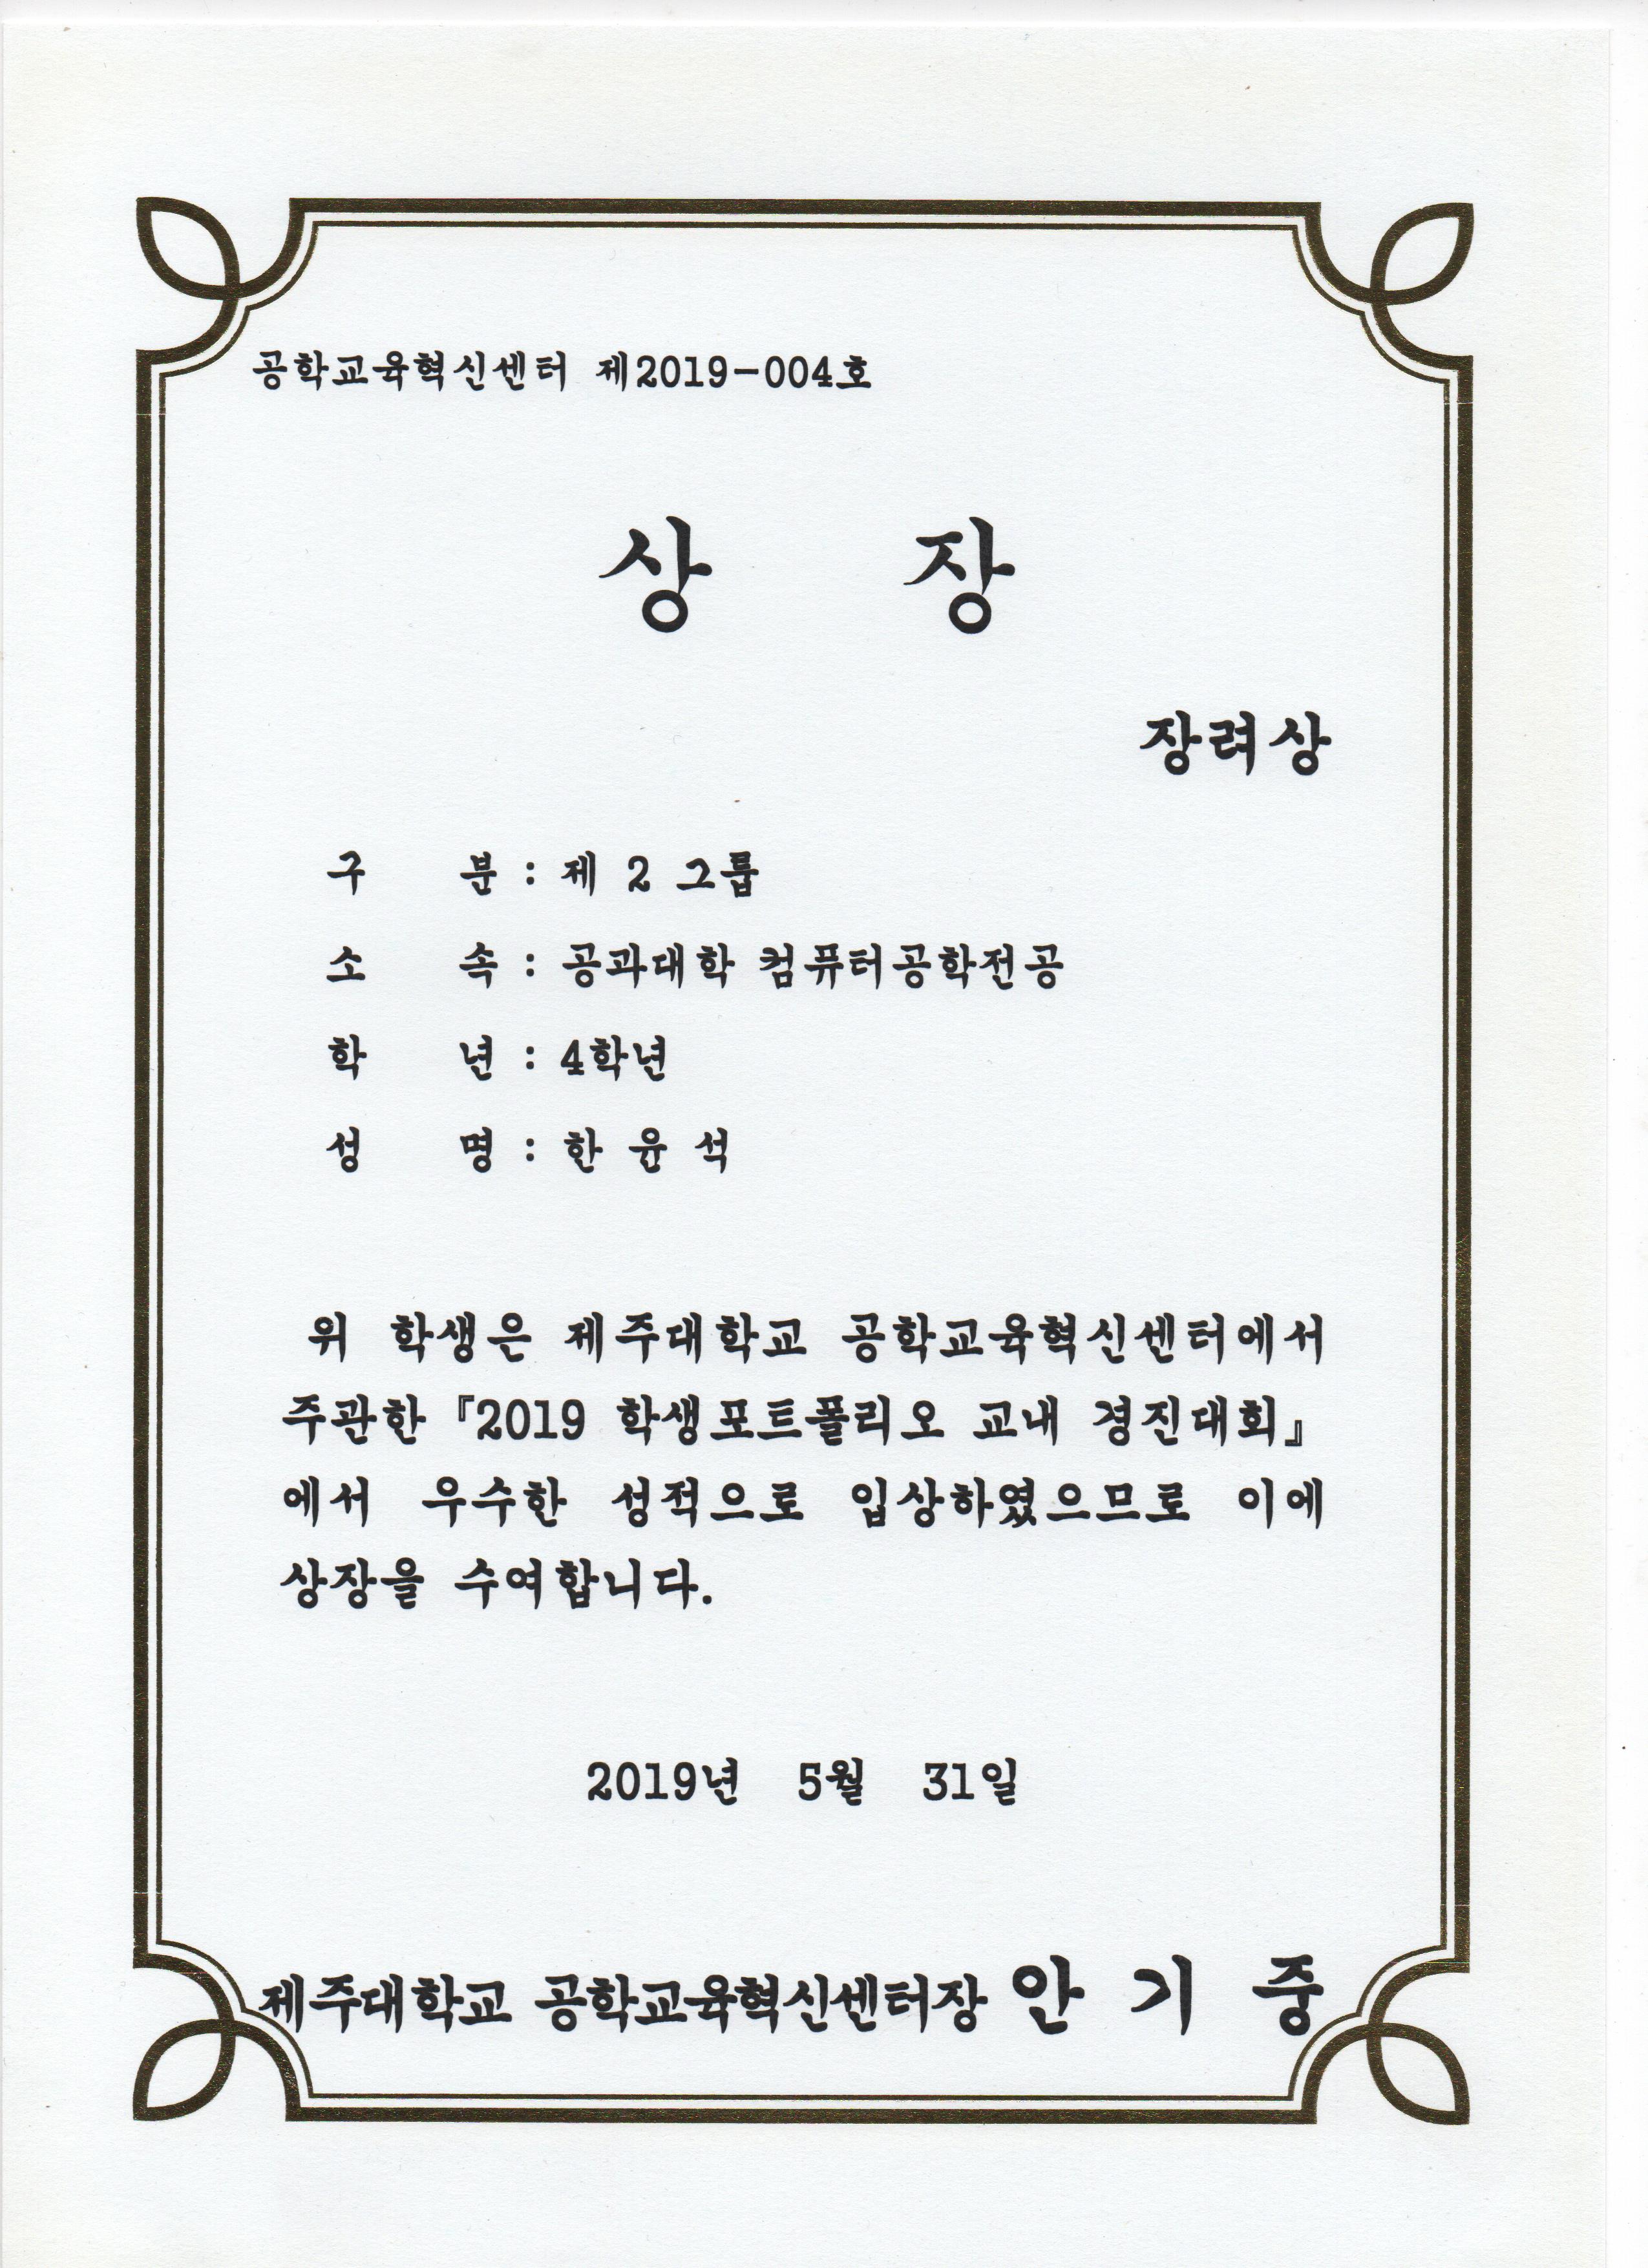 공학교육혁신센터 제2019-004호
상 장
장려상
구 분 : 제 2 그룹
소 속 : 공과대학 컴퓨터공학전공
학 년 : 4학년
성 명 : 한 윤 석
위 학생은 제주대학교 공학교육혁신센터에서
주관한 『2019 학생포트폴리오 교내 경진대회』
에서 우수한 성적으로 입상하였으므로 이에
상장을 수여합니다.
2019년 5월 31일
제주대학교 공학교육혁신센터장 안 기 중